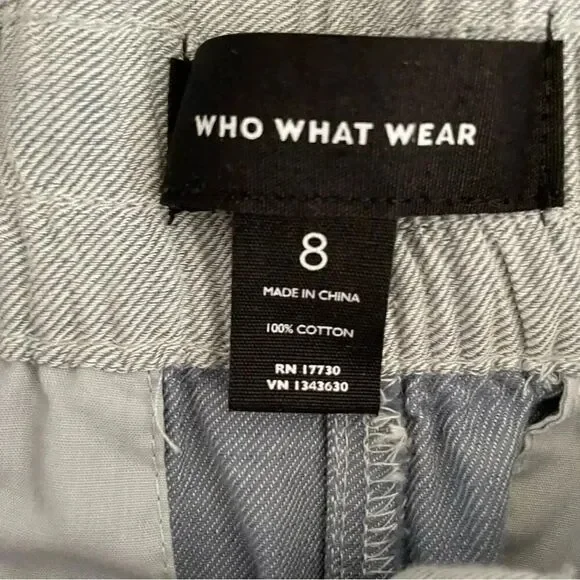 WHO WHAT WEAR
8
MADE IN CHINA
100% COTTON
RN 17730
VN 1343630